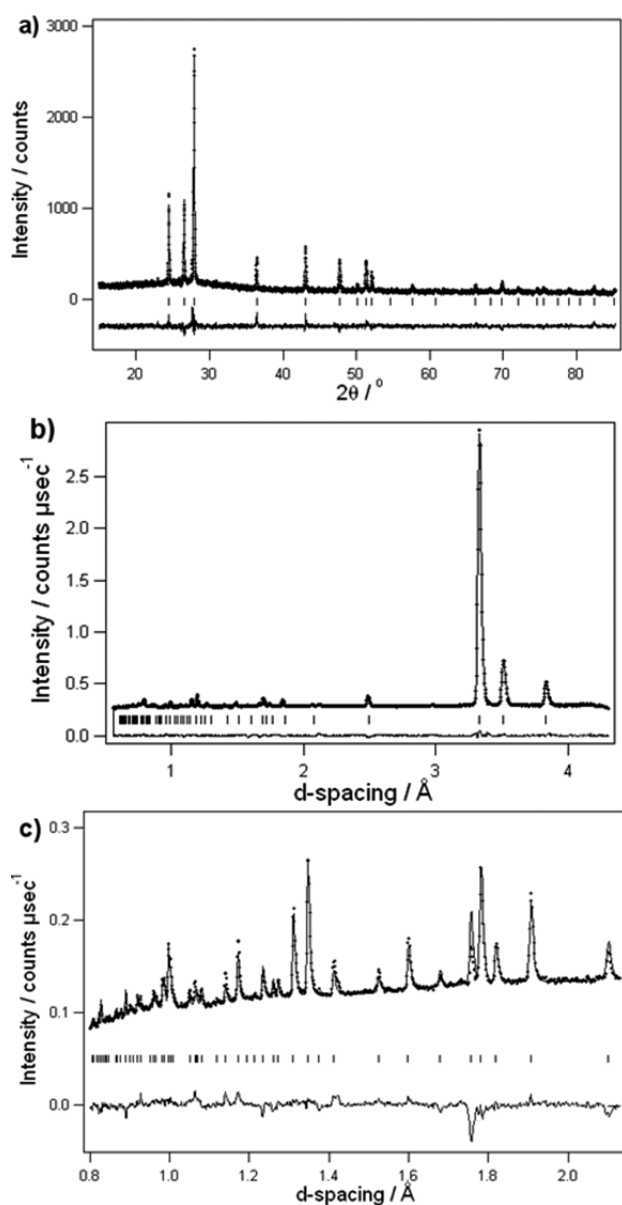 a)
3000
2000
1000
0
Intensity / counts
20 30 40 50 60 70 80
2θ / °
b)
2.5
2.0
1.5
1.0
0.5
0.0
Intensity / counts μsec⁻¹
1 2 3 4
d-spacing / Å
c)
0.3
0.2
0.1
0.0
Intensity / counts μsec⁻¹
0.8 1.0 1.2 1.4 1.6 1.8 2.0
d-spacing / Å